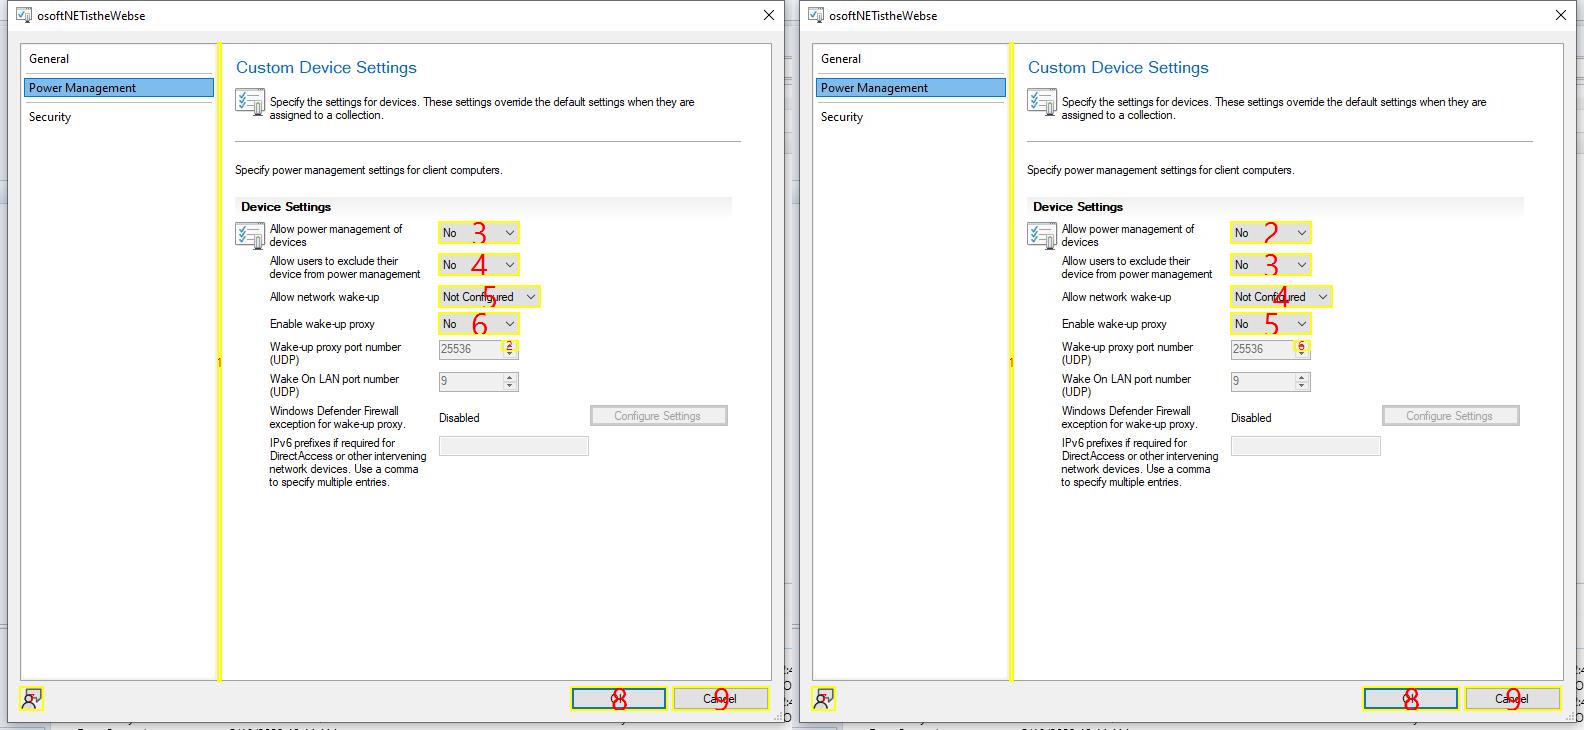 osoftNETistheWebse
General
Power Management
Security
Custom Device Settings
Specify the settings for devices. These settings override the default settings when they are
assigned to a collection.
Specify power management settings for client computers.
Device Settings
Allow power management of
devices
No 3
Allow users to exclude their
device from power management
No 4
Allow network wake-up
Not Configured 5
Enable wake-up proxy
No 6
Wake-up proxy port number
(UDP)
25536 2
1
Wake On LAN port number
(UDP)
9
Windows Defender Firewall
exception for wake-up proxy.
Disabled
Configure Settings
IPv6 prefixes if required for
DirectAccess or other intervening
network devices. Use a comma
to specify multiple entries.
8
Cancel 9
osoftNETistheWebse
General
Power Management
Security
Custom Device Settings
Specify the settings for devices. These settings override the default settings when they are
assigned to a collection.
Specify power management settings for client computers.
Device Settings
Allow power management of
devices
No 2
Allow users to exclude their
device from power management
No 3
Allow network wake-up
Not Configured 4
Enable wake-up proxy
No 5
Wake-up proxy port number
(UDP)
25536 6
1
Wake On LAN port number
(UDP)
9
Windows Defender Firewall
exception for wake-up proxy.
Disabled
Configure Settings
IPv6 prefixes if required for
DirectAccess or other intervening
network devices. Use a comma
to specify multiple entries.
8
Cancel 9